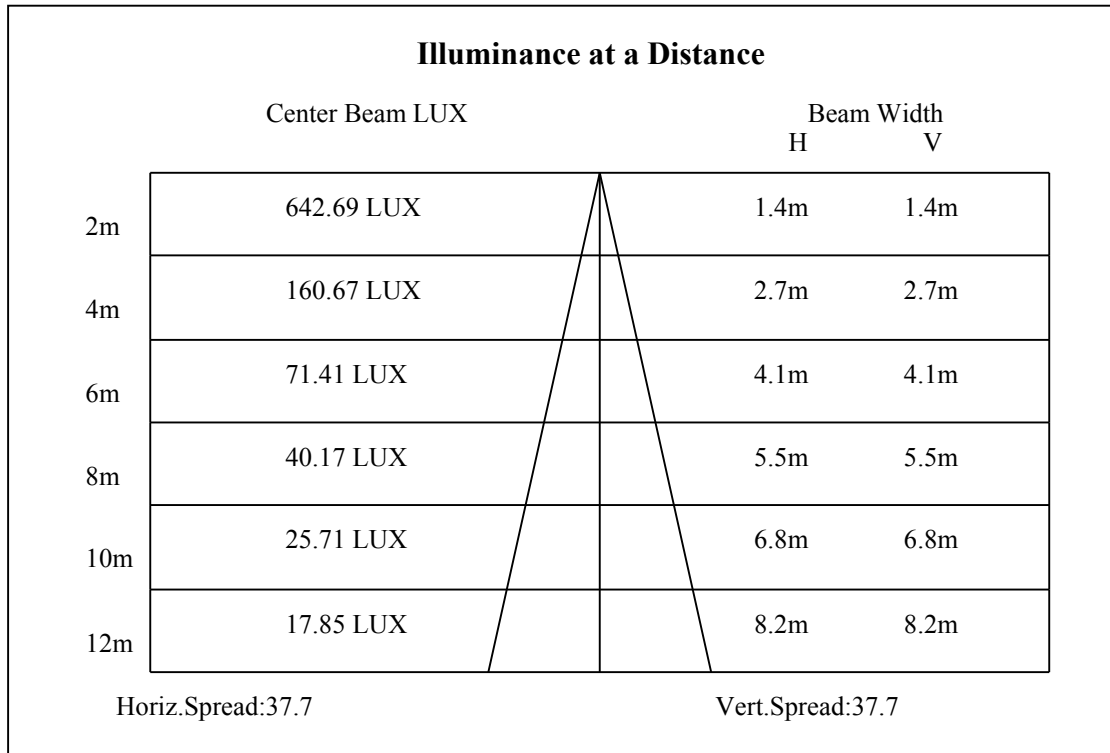 Illuminance at a Distance
Center Beam LUX Beam Width
H V
2m 642.69 LUX 1.4m 1.4m
4m 160.67 LUX 2.7m 2.7m
6m 71.41 LUX 4.1m 4.1m
8m 40.17 LUX 5.5m 5.5m
10m 25.71 LUX 6.8m 6.8m
12m 17.85 LUX 8.2m 8.2m
Horiz.Spread:37.7 Vert.Spread:37.7